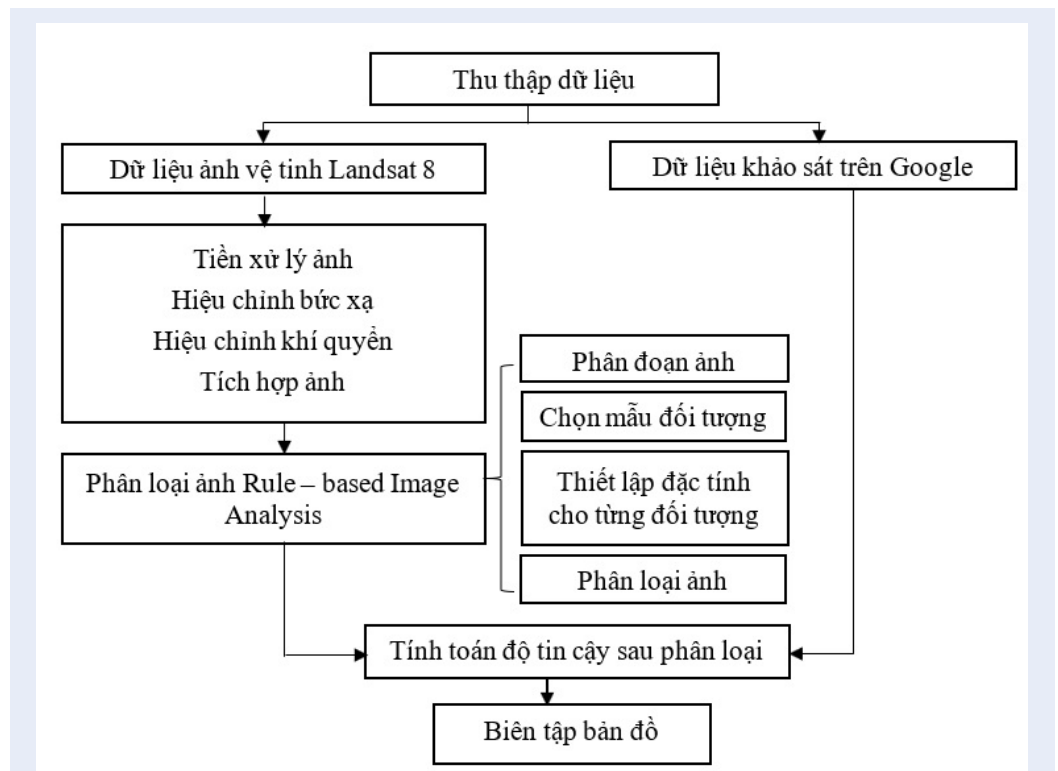 Thu thập dữ liệu
Dữ liệu ảnh vệ tinh Landsat 8
Dữ liệu khảo sát trên Google
Tiền xử lý ảnh
Hiệu chỉnh bức xạ
Hiệu chỉnh khí quyển
Tích hợp ảnh
Phân loại ảnh Rule – based Image
Analysis
Phân đoạn ảnh
Chọn mẫu đối tượng
Thiết lập đặc tính
cho từng đối tượng
Phân loại ảnh
Tính toán độ tin cậy sau phân loại
Biên tập bản đồ